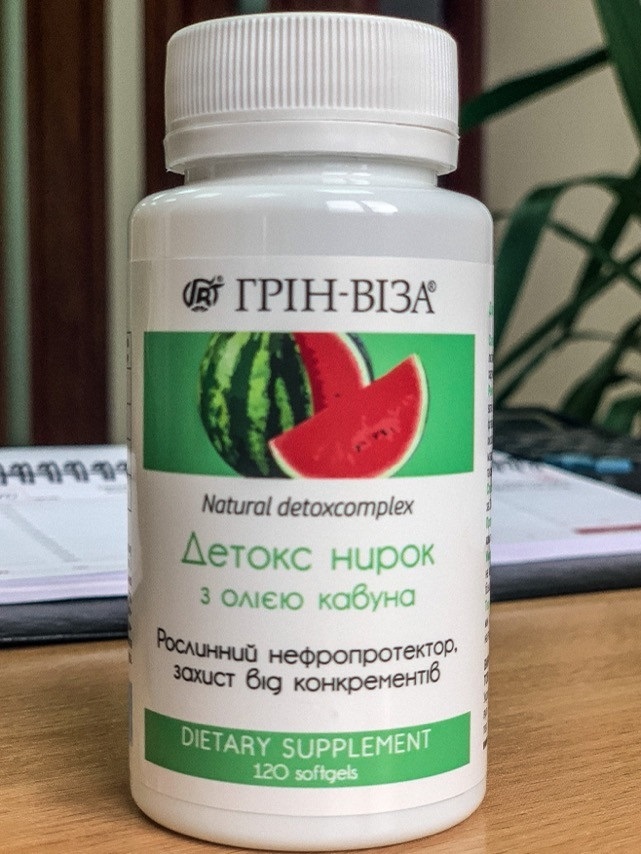 ГРІН-ВІЗА®
Natural detoxcomplex
Детокс нирок
з олією кавуна
Рослинний нефропротектор,
захист від конкрементів
DIETARY SUPPLEMENT
120 softgels